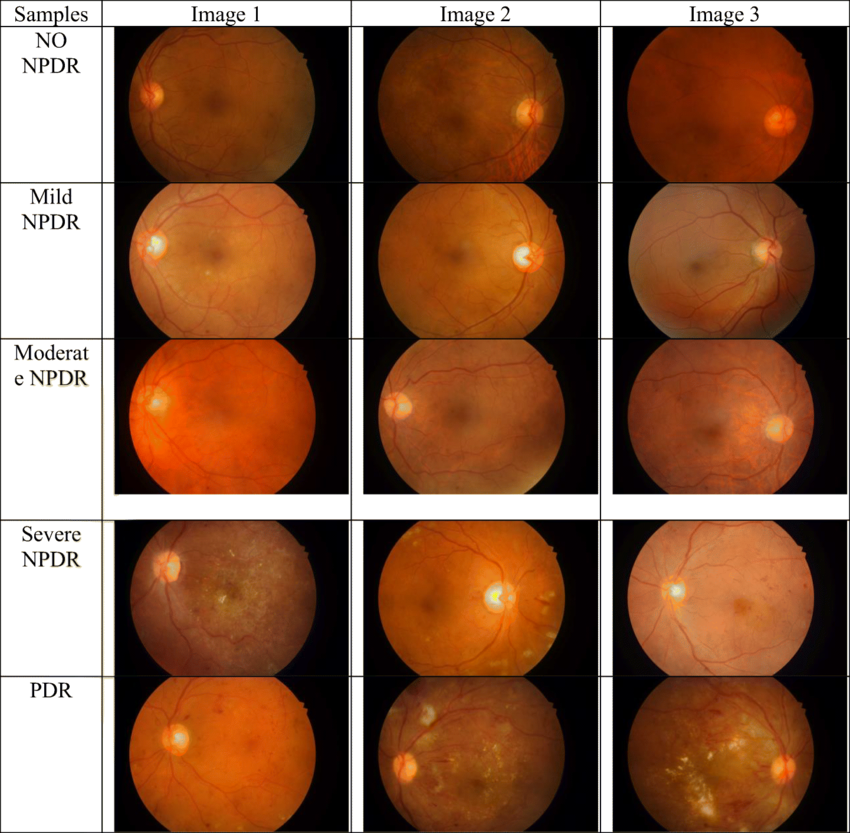 Samples Image 1 Image 2 Image 3
NO
NPDR
Mild
NPDR
Moderat
e NPDR
Severe
NPDR
PDR